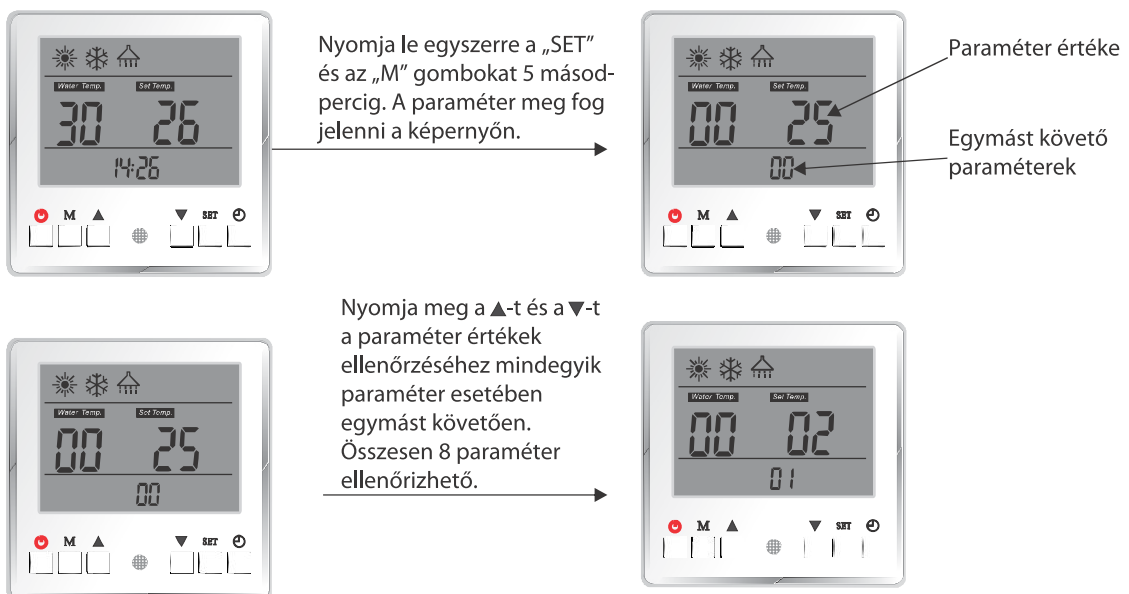 Water Temp. Set Temp.
30 26
14:26
M ▲ ▼ SET
Nyomja le egyszerre a „SET”
és az „M” gombokat 5 másod-
percig. A paraméter meg fog
jelenni a képernyőn.
Water Temp. Set Temp.
00 25
00
M ▲ ▼ SET
Paraméter értéke
Egymást követő
paraméterek
Water Temp. Set Temp.
00 25
00
M ▲ ▼ SET
Nyomja meg a ▲-t és a ▼-t
a paraméter értékek
ellenőrzéséhez mindegyik
paraméter esetében
egymást követően.
Összesen 8 paraméter
ellenőrizhető.
Water Temp. Set Temp.
00 02
01
M ▲ ▼ SET